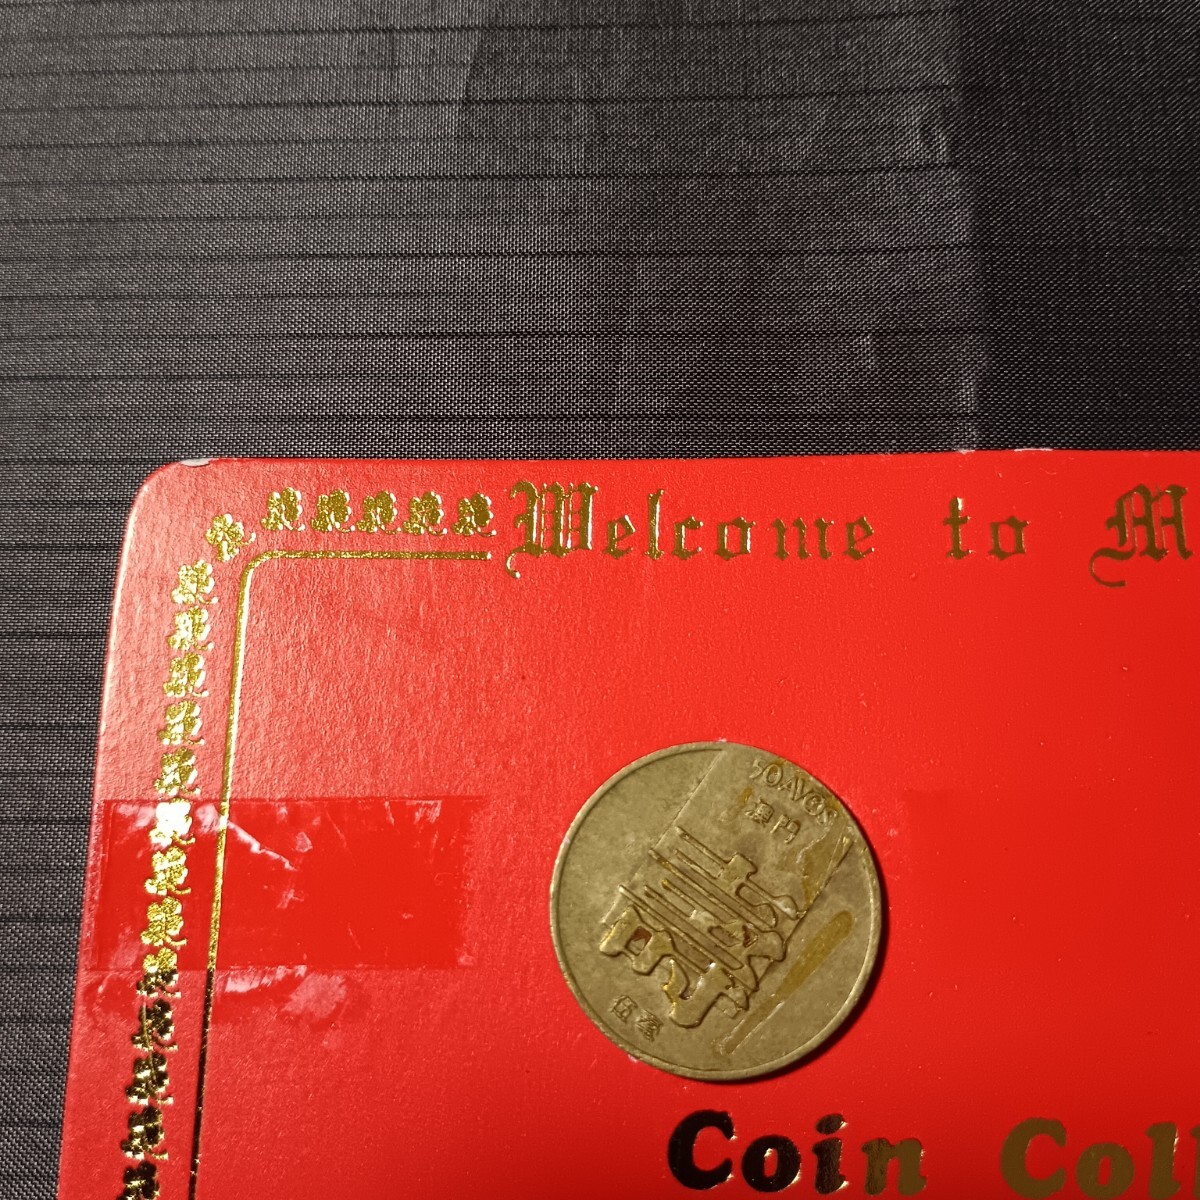 Welcome to M
50 AVOS
澳門
伍毫
Coin Coll